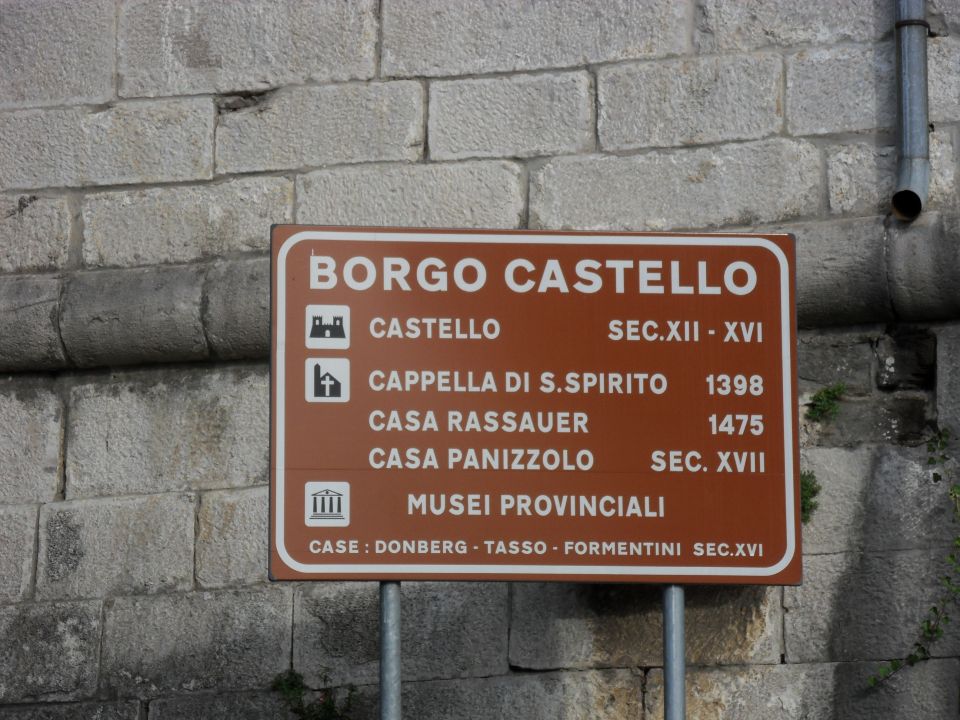 BORGO CASTELLO
CASTELLO SEC.XII - XVI
CAPPELLA DI S.SPIRITO 1398
CASA RASSAUER 1475
CASA PANIZZOLO SEC. XVII
MUSEI PROVINCIALI
CASE : DONBERG - TASSO - FORMENTINI SEC.XVI